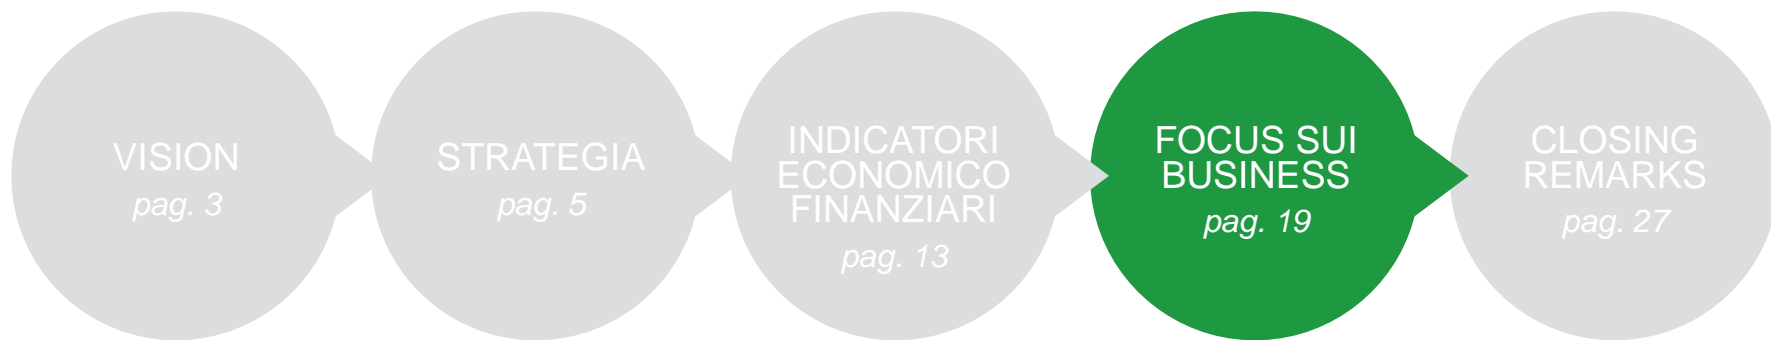 VISION
pag. 3
STRATEGIA
pag. 5
INDICATORI
ECONOMICO
FINANZIARI
pag. 13
FOCUS SUI
BUSINESS
pag. 19
CLOSING
REMARKS
pag. 27